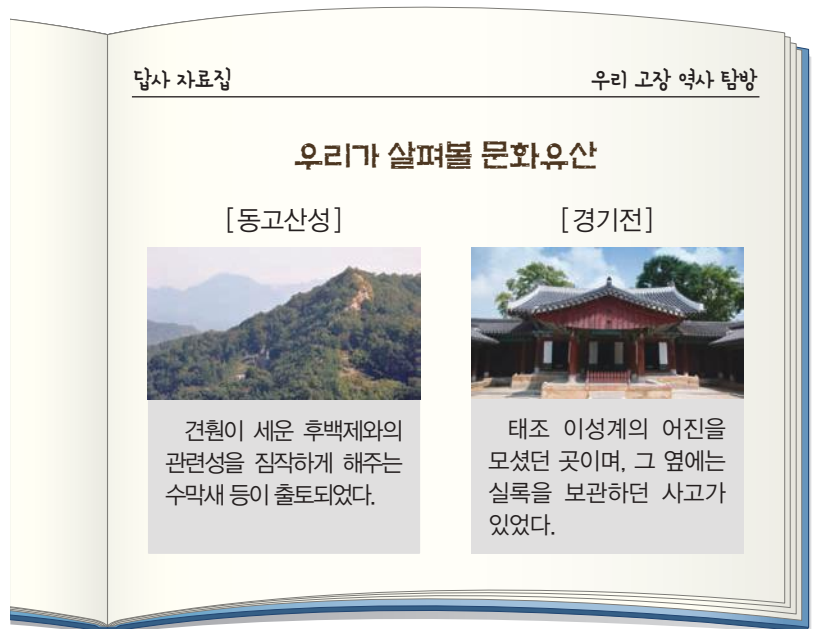 답사 자료집
우리 고장 역사 탐방
우리가 살펴볼 문화유산
[동고산성]
견훤이 세운 후백제와의
관련성을 짐작하게 해주는
수막새 등이 출토되었다.
[경기전]
태조 이성계의 어진을
모셨던 곳이며, 그 옆에는
실록을 보관하던 사고가
있었다.